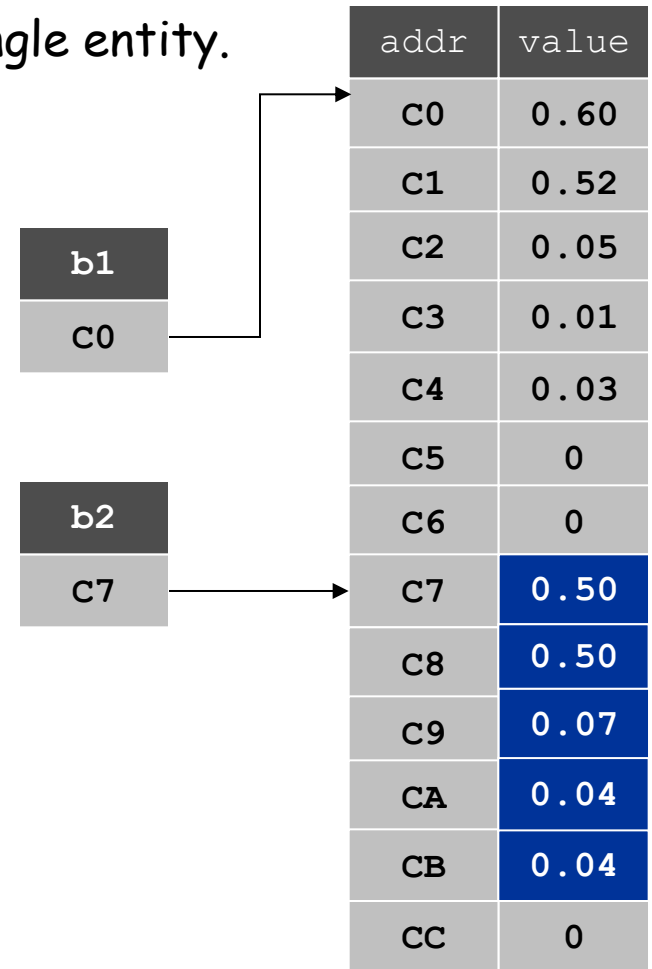 entity.
addr value
C0 0.60
C1 0.52
C2 0.05
C3 0.01
C4 0.03
C5 0
C6 0
C7 0.50
C8 0.50
C9 0.07
CA 0.04
CB 0.04
CC 0
b1
C0
b2
C7